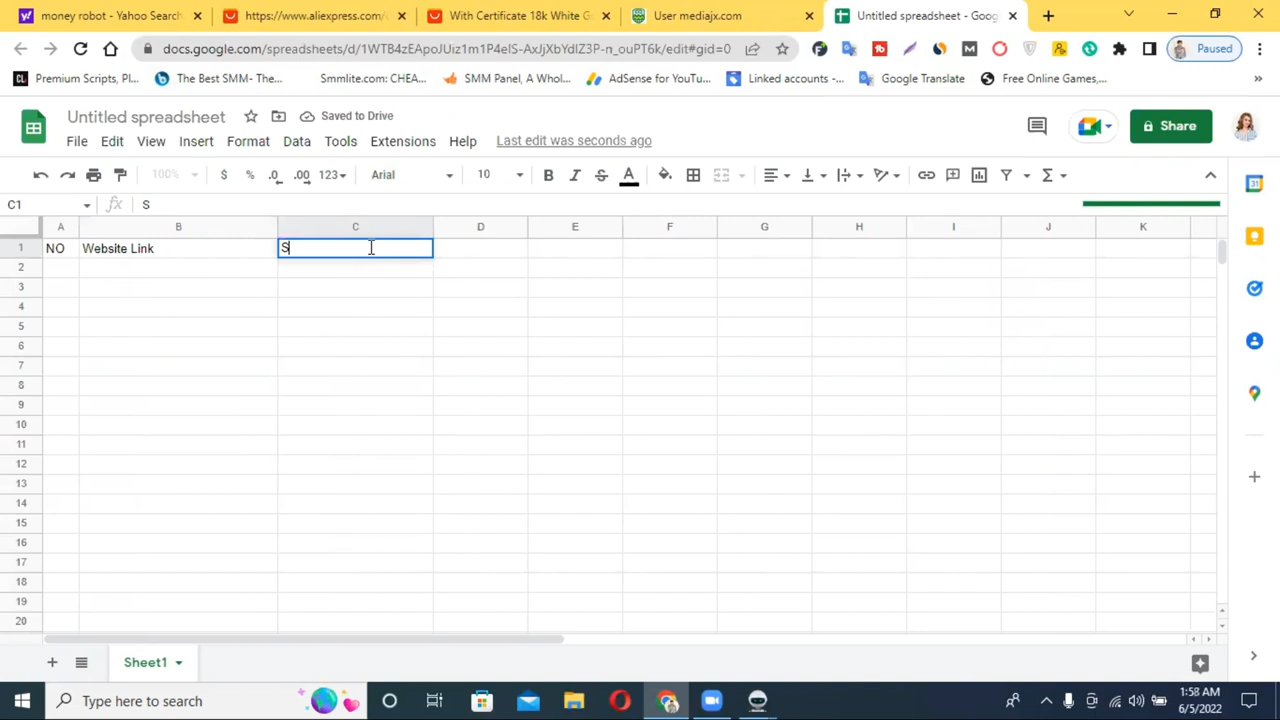 money robot - Yahoo Search
https://www.aliexpress.com/
With Certificate 18k White G
User mediajx.com
Untitled spreadsheet - Goog
docs.google.com/spreadsheets/d/1WTB4zEApoJUiz1m1P4elS-AxJjXbYdIZ3P-n_ouPT6k/edit#gid=0
Paused
Premium Scripts, Pl...
The Best SMM- The...
Smmlite.com: CHEA...
SMM Panel, A Whol...
AdSense for YouTu...
Linked accounts -...
Google Translate
Free Online Games,...
Untitled spreadsheet
Saved to Drive
File Edit View Insert Format Data Tools Extensions Help Last edit was seconds ago
Share
100% $ % .0 .00 123 Arial 10 B I S A
C1 fx S
A B C D E F G H I J K
1 NO Website Link S
2
3
4
5
6
7
8
9
10
11
12
13
14
15
16
17
18
19
20
Sheet1
31
Type here to search
1:58 AM
6/5/2022